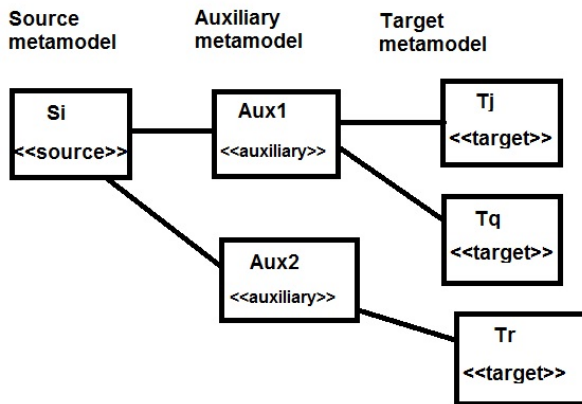 Source
metamodel
Auxiliary
metamodel
Target
metamodel
Si
<<source>>
Aux1
<<auxiliary>>
Tj
<<target>>
Tq
<<target>>
Aux2
<<auxiliary>>
Tr
<<target>>